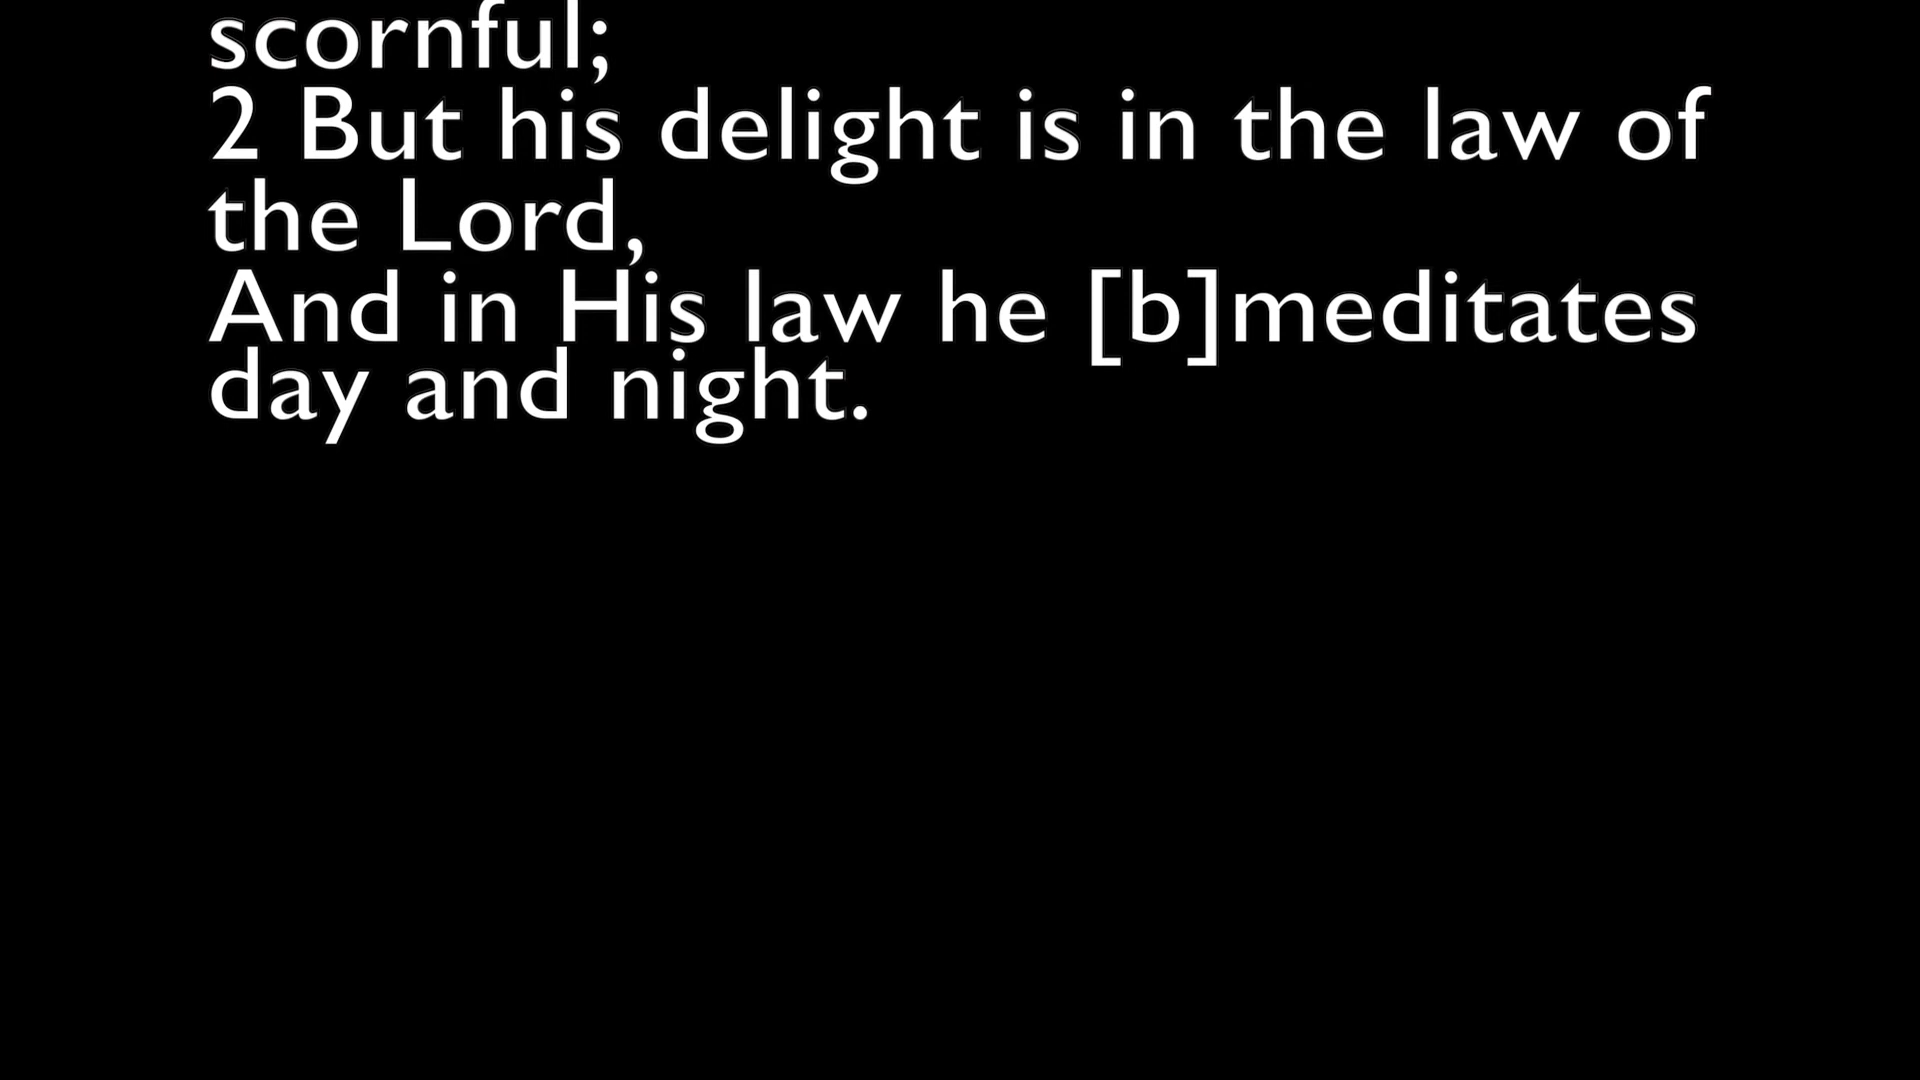 scornful;
2 But his delight is in the law of
the Lord,
And in His law he [b]meditates
day and night.